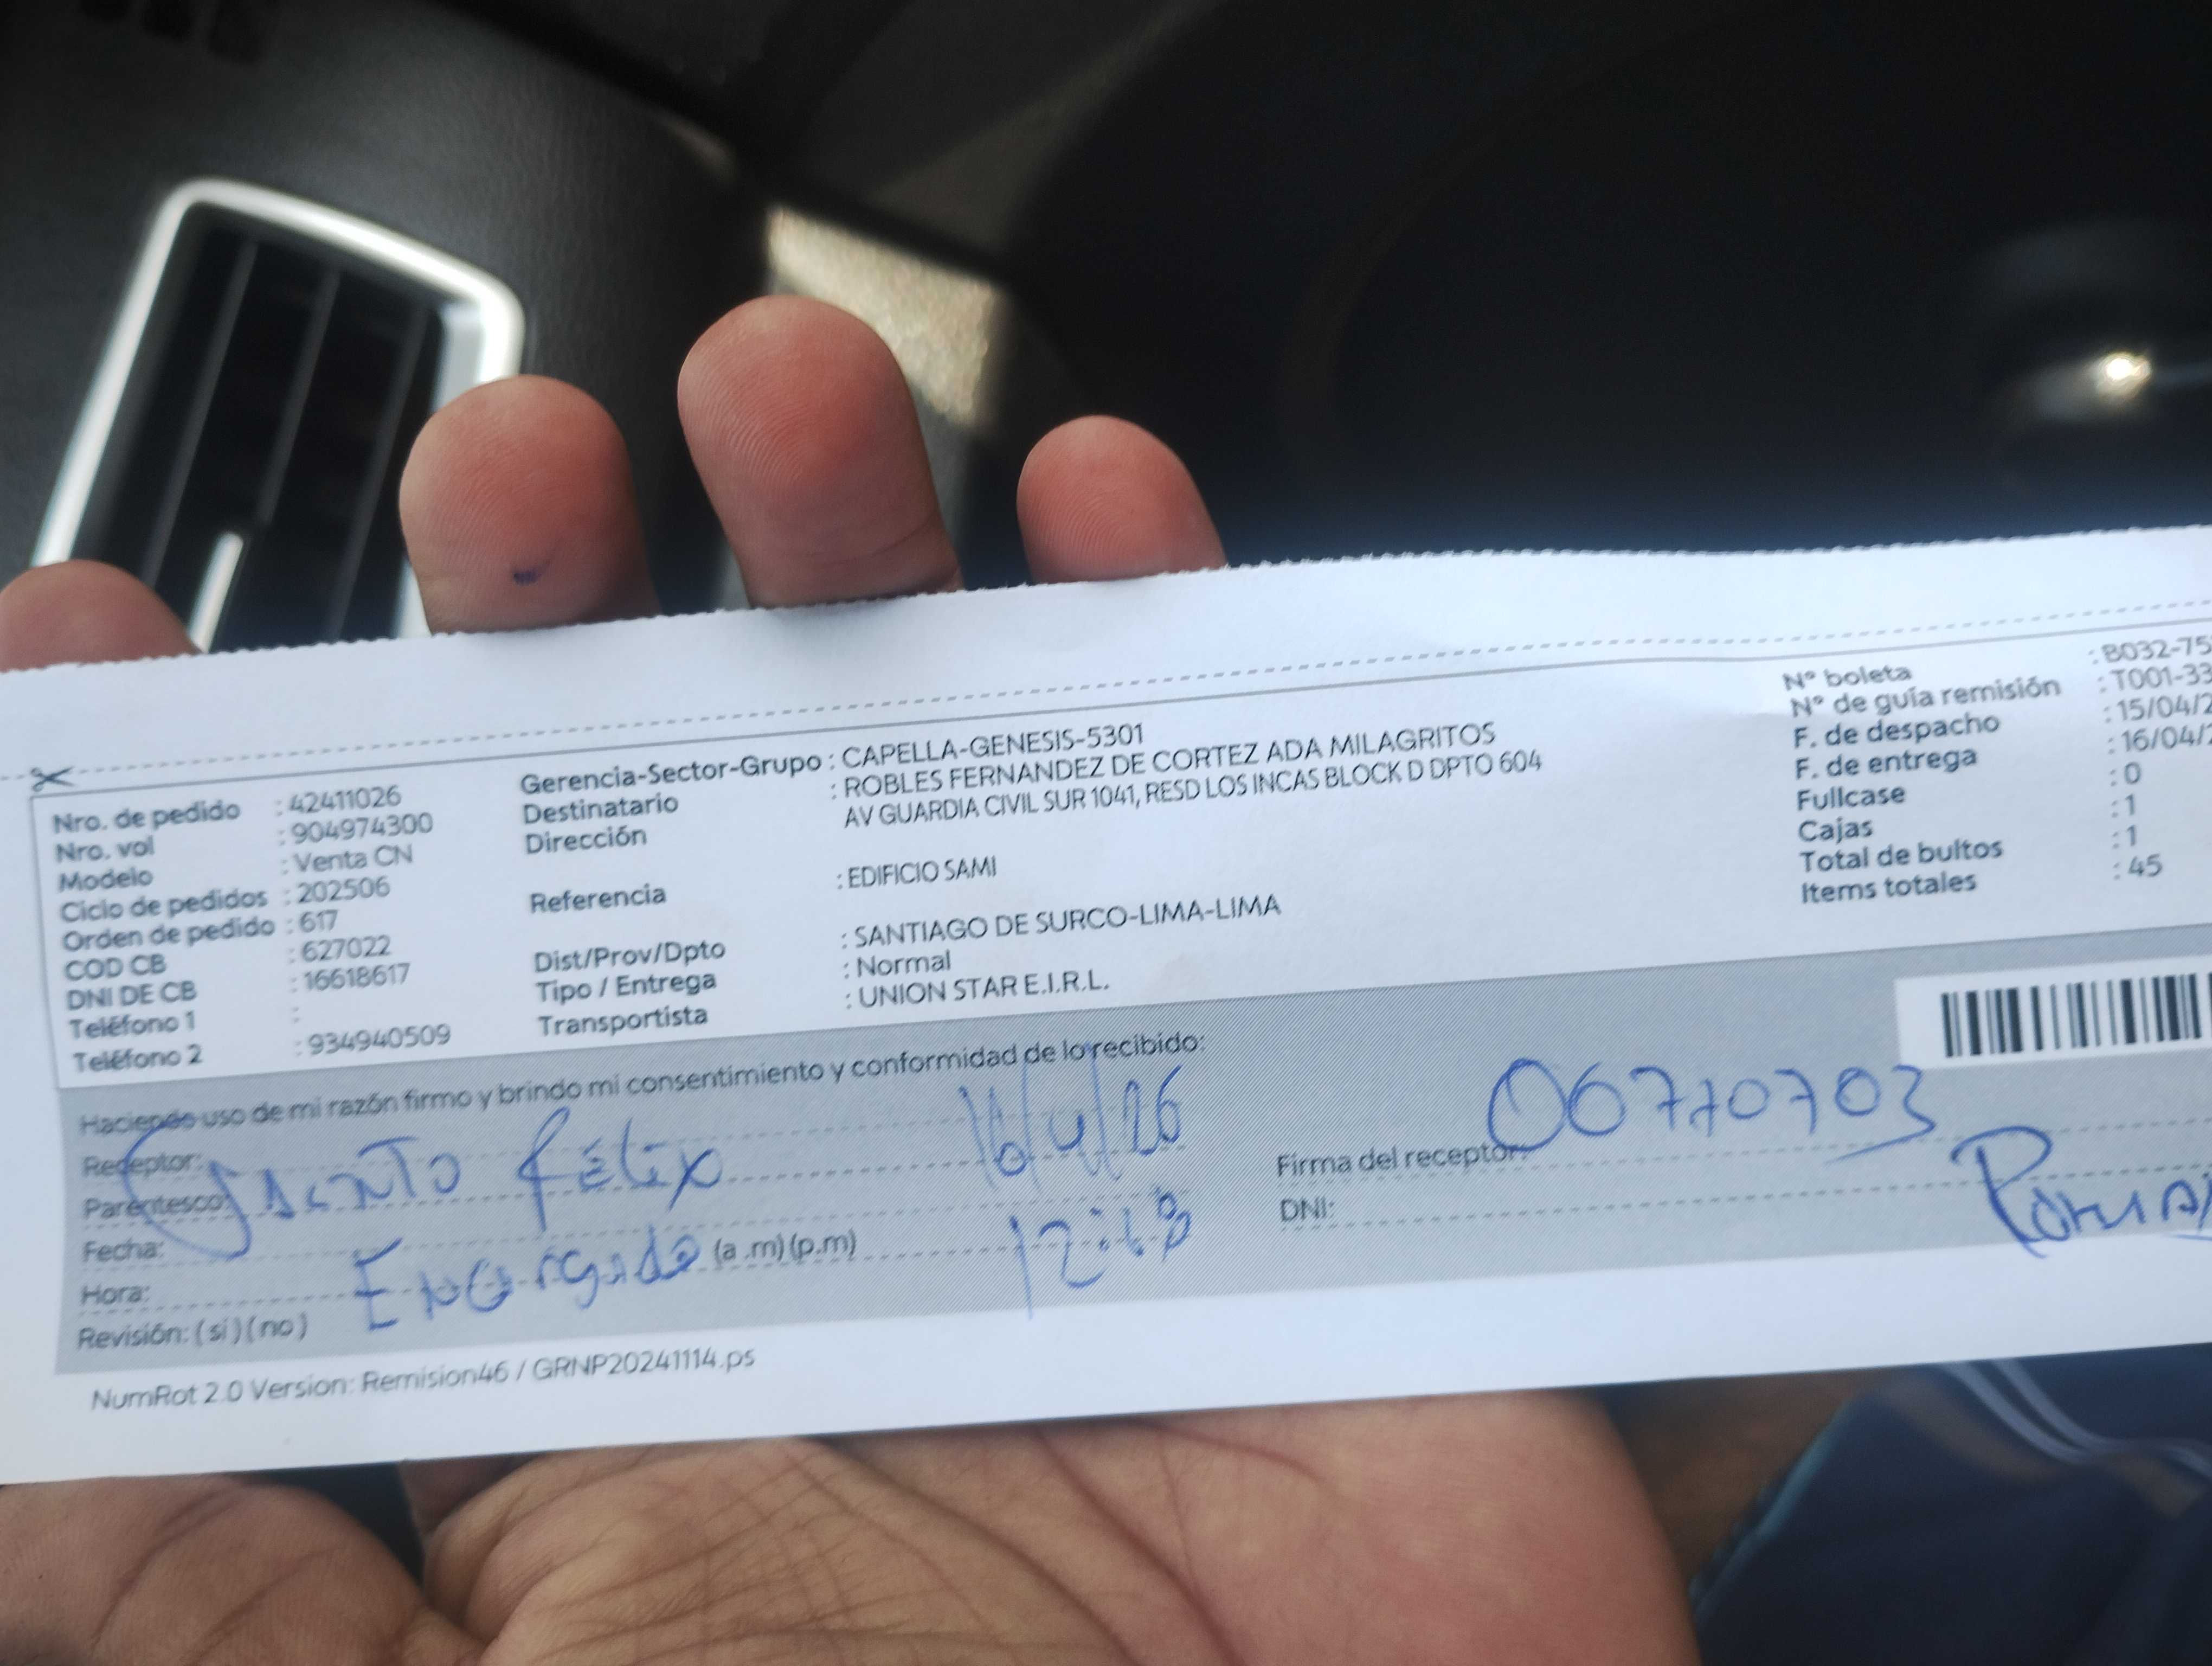 Nro. de pedido : 42411026
Nro. vol : 904974300
Modelo : Venta CN
Ciclo de pedidos : 202506
Orden de pedido : 617
COD CB : 627022
DNI DE CB : 16618617
Teléfono 1 :
Teléfono 2 : 934940509
Gerencia-Sector-Grupo : CAPELLA-GENESIS-5301
Destinatario : ROBLES FERNANDEZ DE CORTEZ ADA MILAGRITOS
Dirección AV GUARDIA CIVIL SUR 1041, RESD LOS INCAS BLOCK D DPTO 604
Referencia : EDIFICIO SAMI
Dist/Prov/Dpto : SANTIAGO DE SURCO-LIMA-LIMA
Tipo / Entrega : Normal
Transportista : UNION STAR E.I.R.L.
N° boleta : B032-75
N° de guía remisión : T001-33
F. de despacho : 15/04/2
F. de entrega : 16/04/2
Fullcase : 0
Cajas : 1
Total de bultos : 1
Items totales : 45
Haciendo uso de mi razón firmo y brindo mi consentimiento y conformidad de lo recibido:
Receptor: 16/4/26
Parentesco: Jacinto Félix
Fecha:
Hora: Encargado (a .m) (p.m) 12:18
Revisión: ( si ) ( no )
Firma del receptor: 06710703
DNI:
NumRot 2.0 Version: Remision46 / GRNP20241114.ps